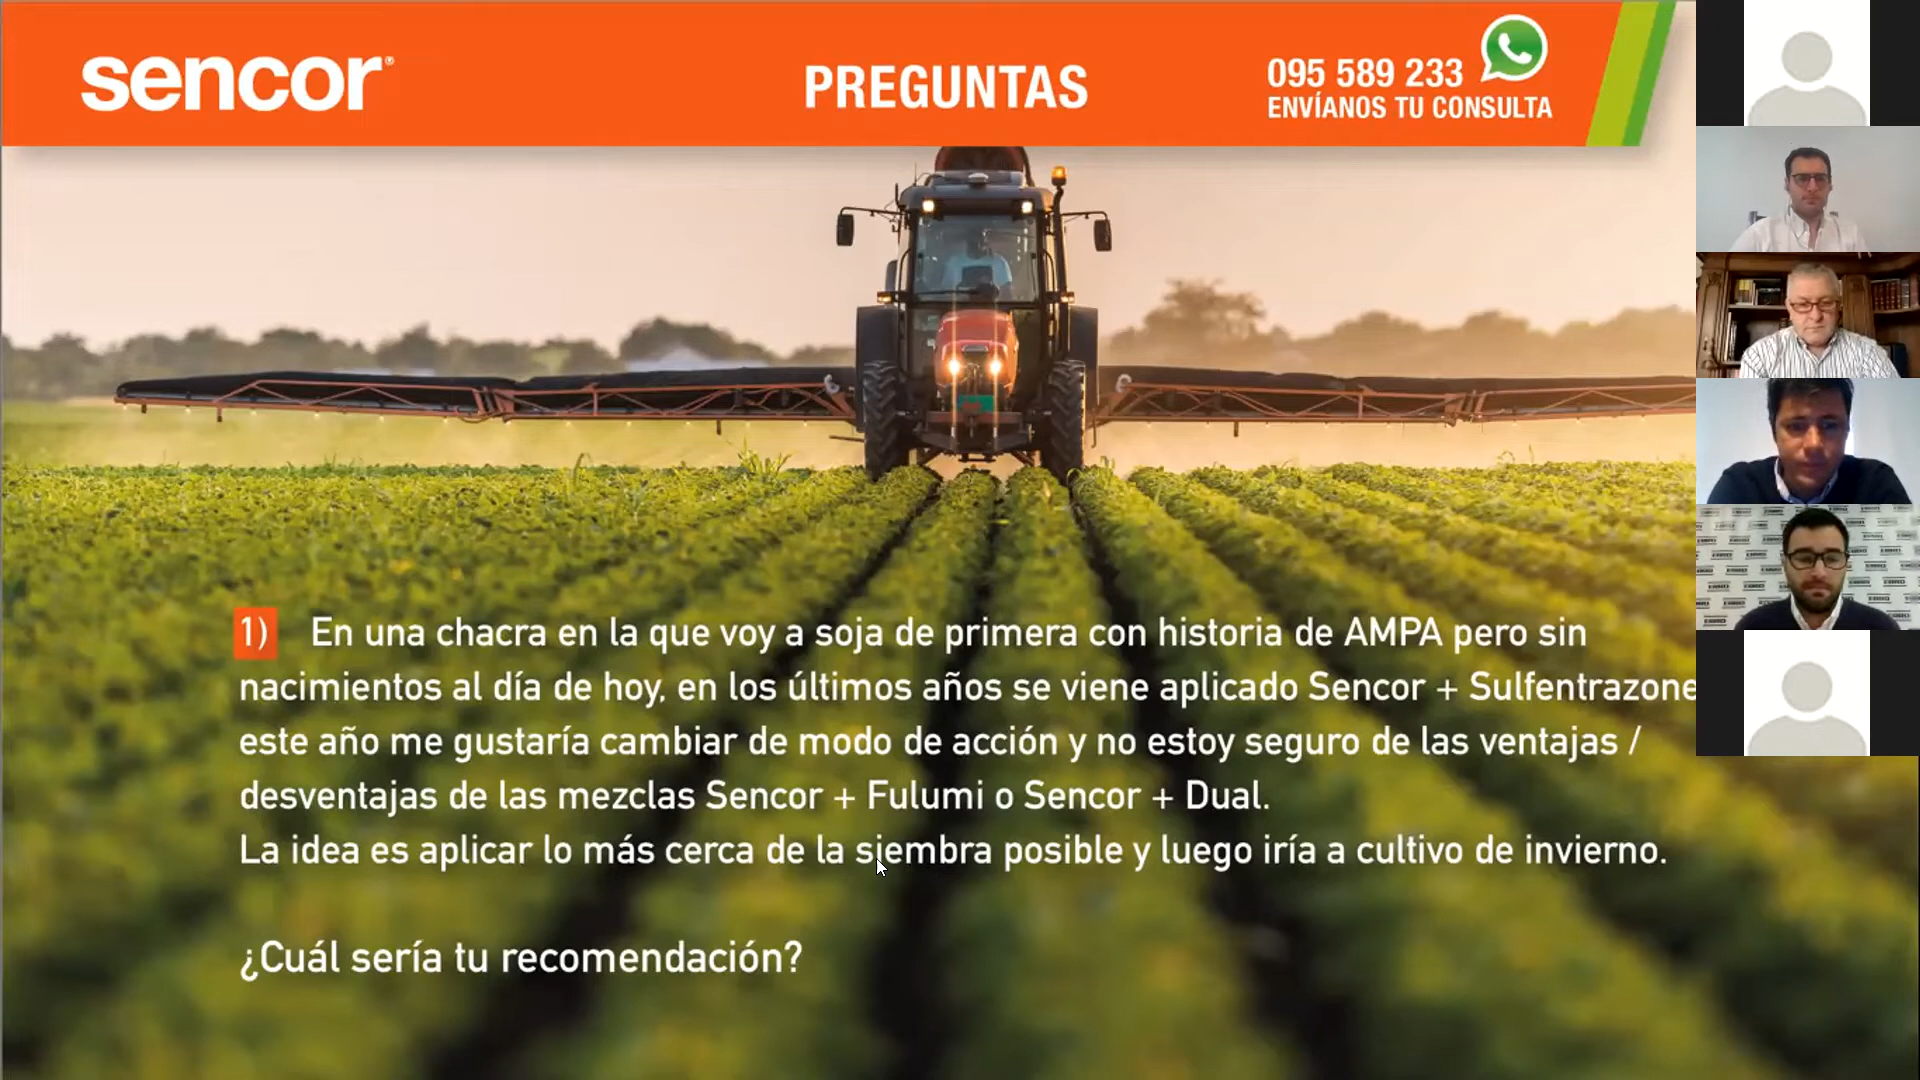 sencor®
PREGUNTAS
095 589 233
ENVÍANOS TU CONSULTA
1) En una chacra en la que voy a soja de primera con historia de AMPA pero sin
nacimientos al día de hoy, en los últimos años se viene aplicado Sencor + Sulfentrazone
este año me gustaría cambiar de modo de acción y no estoy seguro de las ventajas /
desventajas de las mezclas Sencor + Fulumi o Sencor + Dual.
La idea es aplicar lo más cerca de la siembra posible y luego iría a cultivo de invierno.
¿Cuál sería tu recomendación?